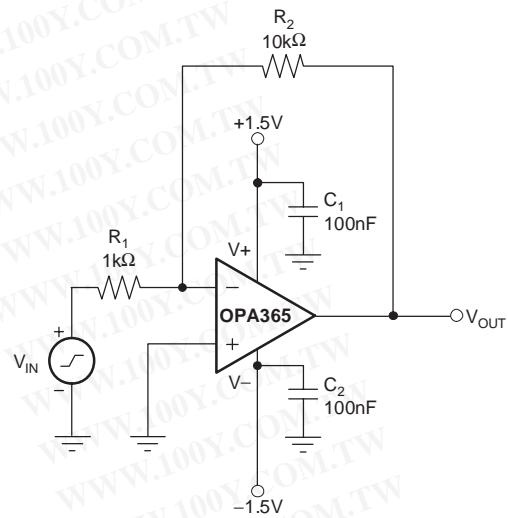 R2
10kΩ
+1.5V
C1
100nF
R1
1kΩ
V+
−
OPA365
+
VOUT
+
VIN
−
V−
C2
100nF
−1.5V
WWW.100Y.COM.TW